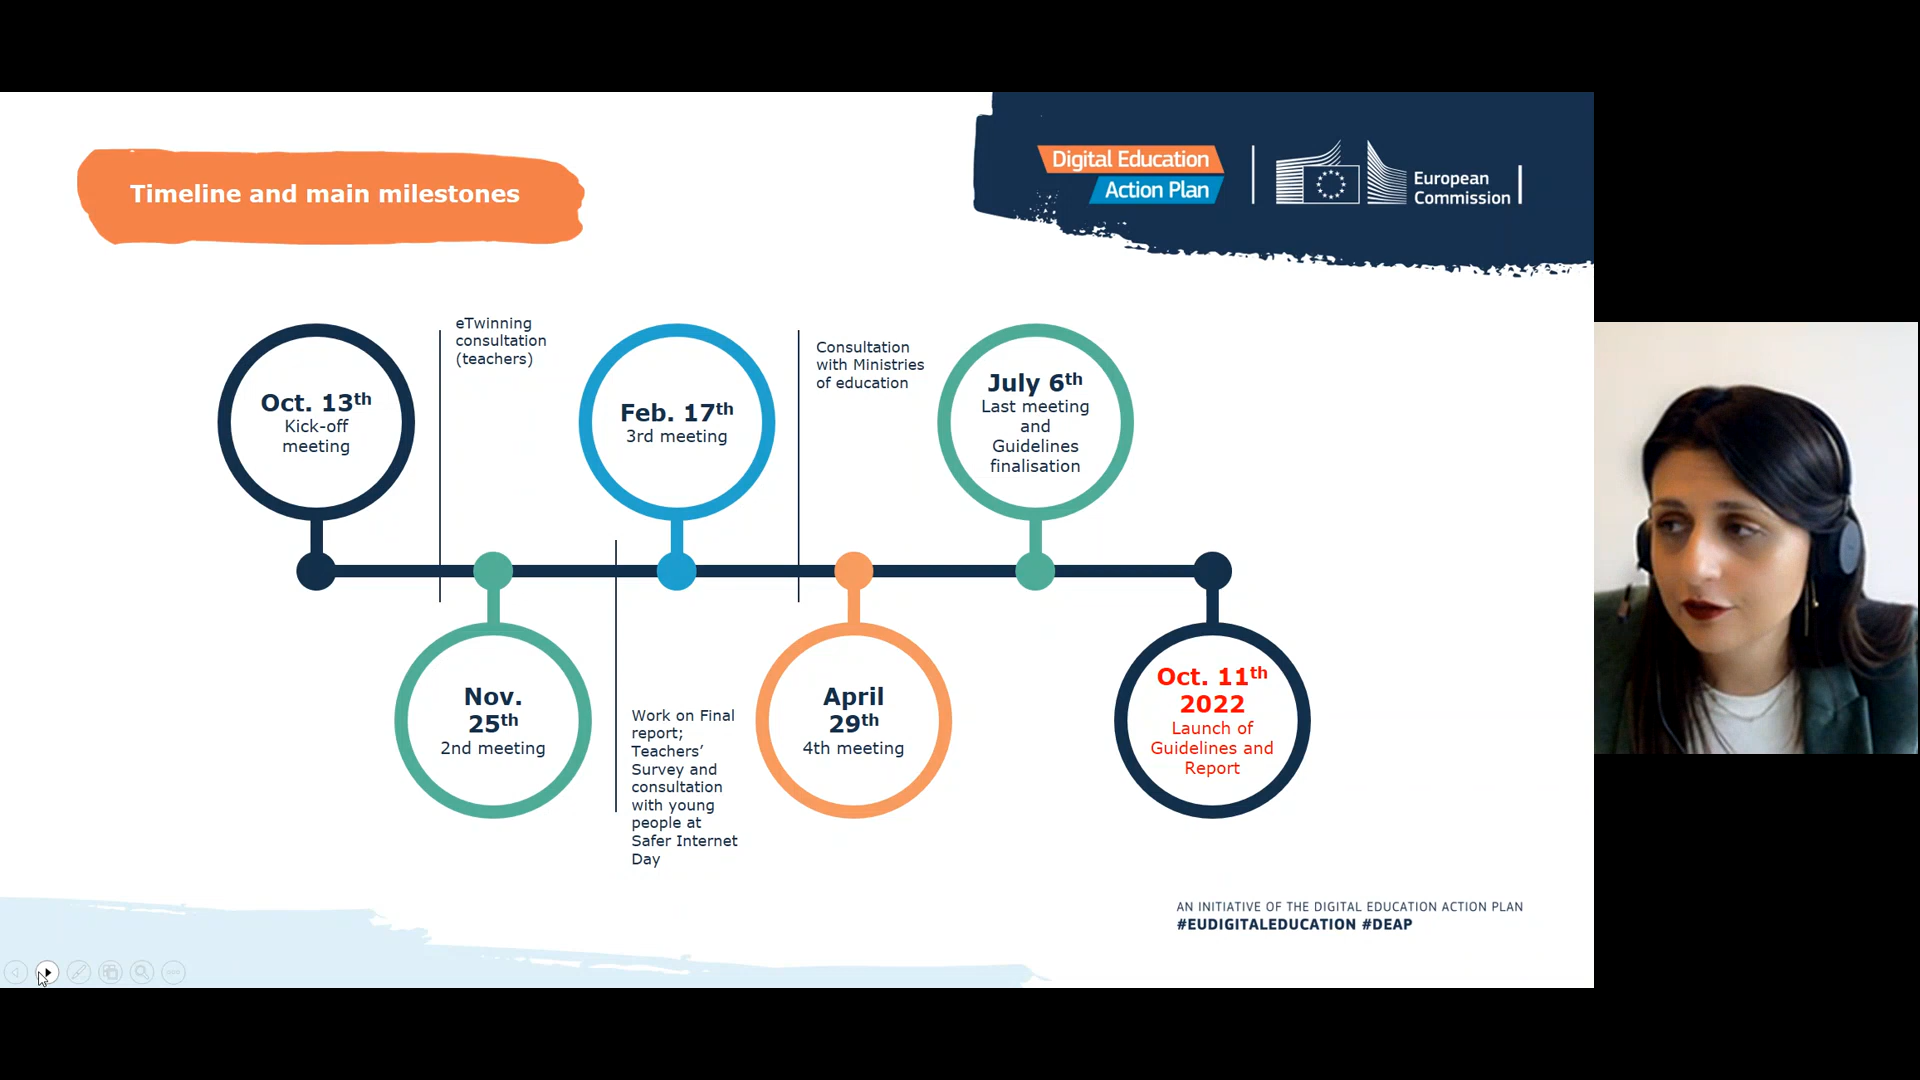 Timeline and main milestones
Digital Education
Action Plan
European
Commission
Oct. 13th
Kick-off
meeting
eTwinning
consultation
(teachers)
Feb. 17th
3rd meeting
Consultation
with Ministries
of education
July 6th
Last meeting
and
Guidelines
finalisation
Nov.
25th
2nd meeting
Work on Final
report;
Teachers’
Survey and
consultation
with young
people at
Safer Internet
Day
April
29th
4th meeting
Oct. 11th
2022
Launch of
Guidelines and
Report
AN INITIATIVE OF THE DIGITAL EDUCATION ACTION PLAN
#EUDIGITALEDUCATION #DEAP